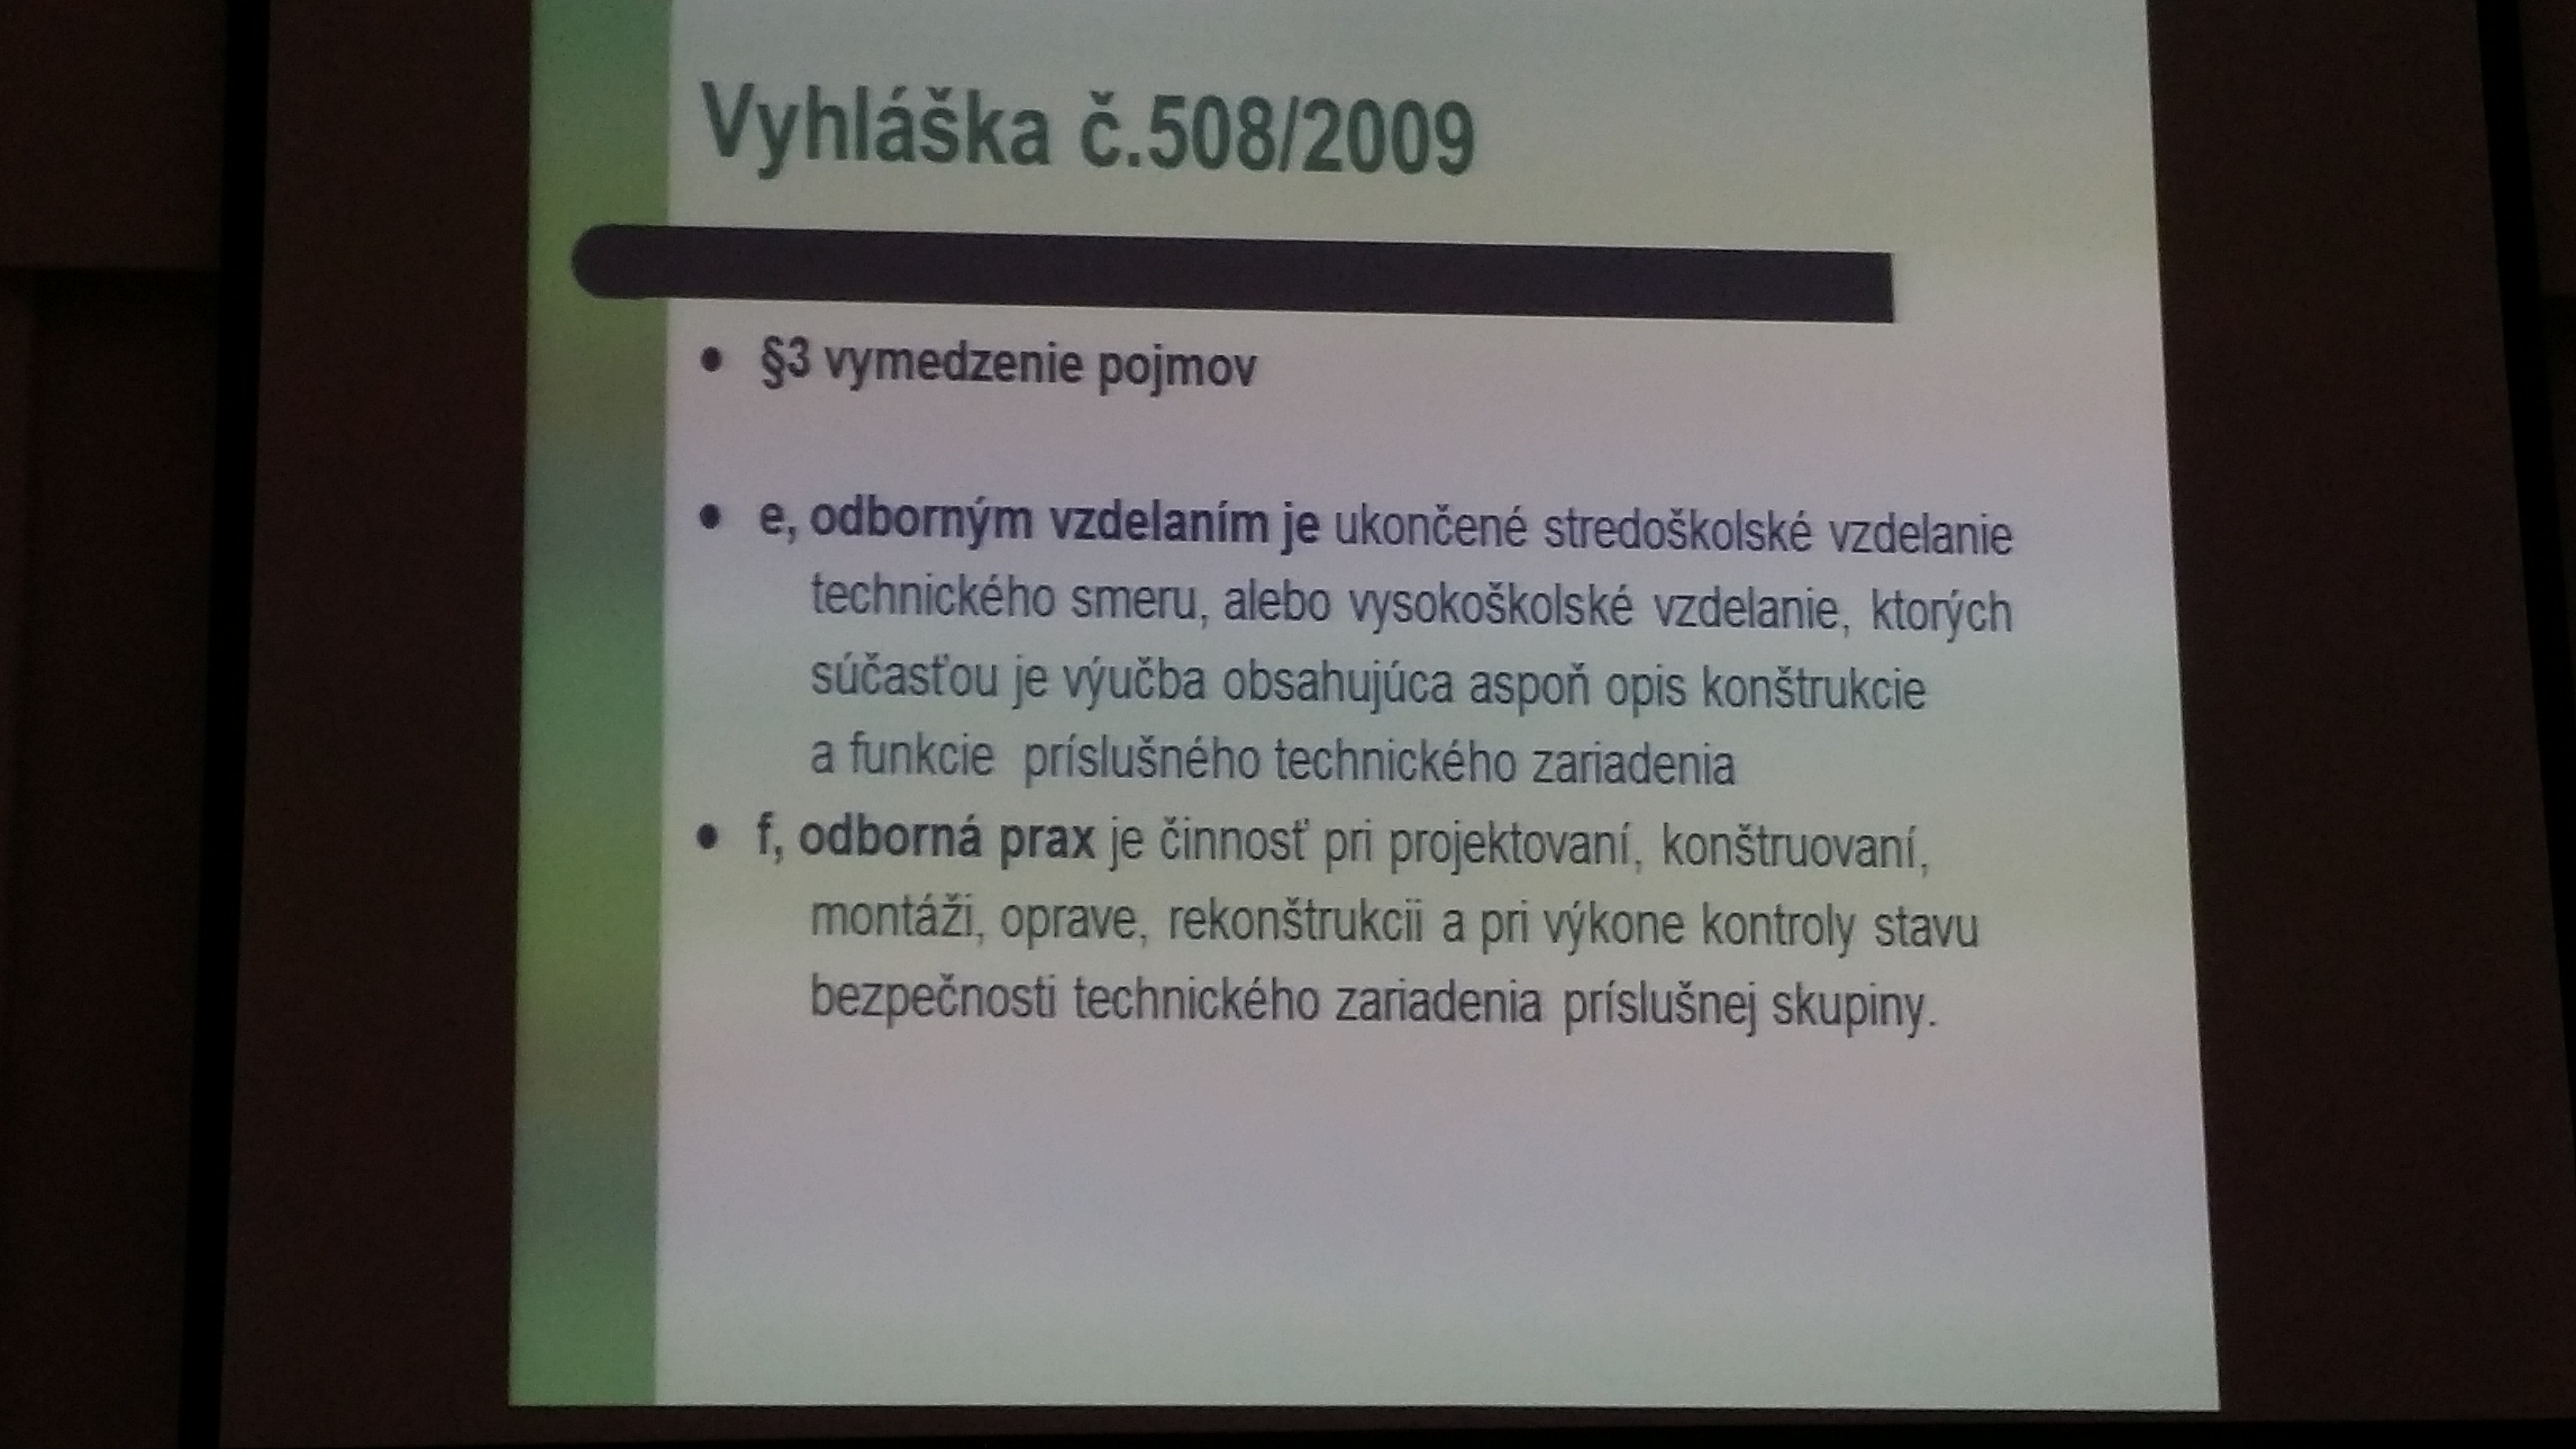 Vyhláška č.508/2009
• §3 vymedzenie pojmov
• e, odborným vzdelaním je ukončené stredoškolské vzdelanie
technického smeru, alebo vysokoškolské vzdelanie, ktorých
súčasťou je výučba obsahujúca aspoň opis konštrukcie
a funkcie príslušného technického zariadenia
• f, odborná prax je činnosť pri projektovaní, konštruovaní,
montáži, oprave, rekonštrukcii a pri výkone kontroly stavu
bezpečnosti technického zariadenia príslušnej skupiny.